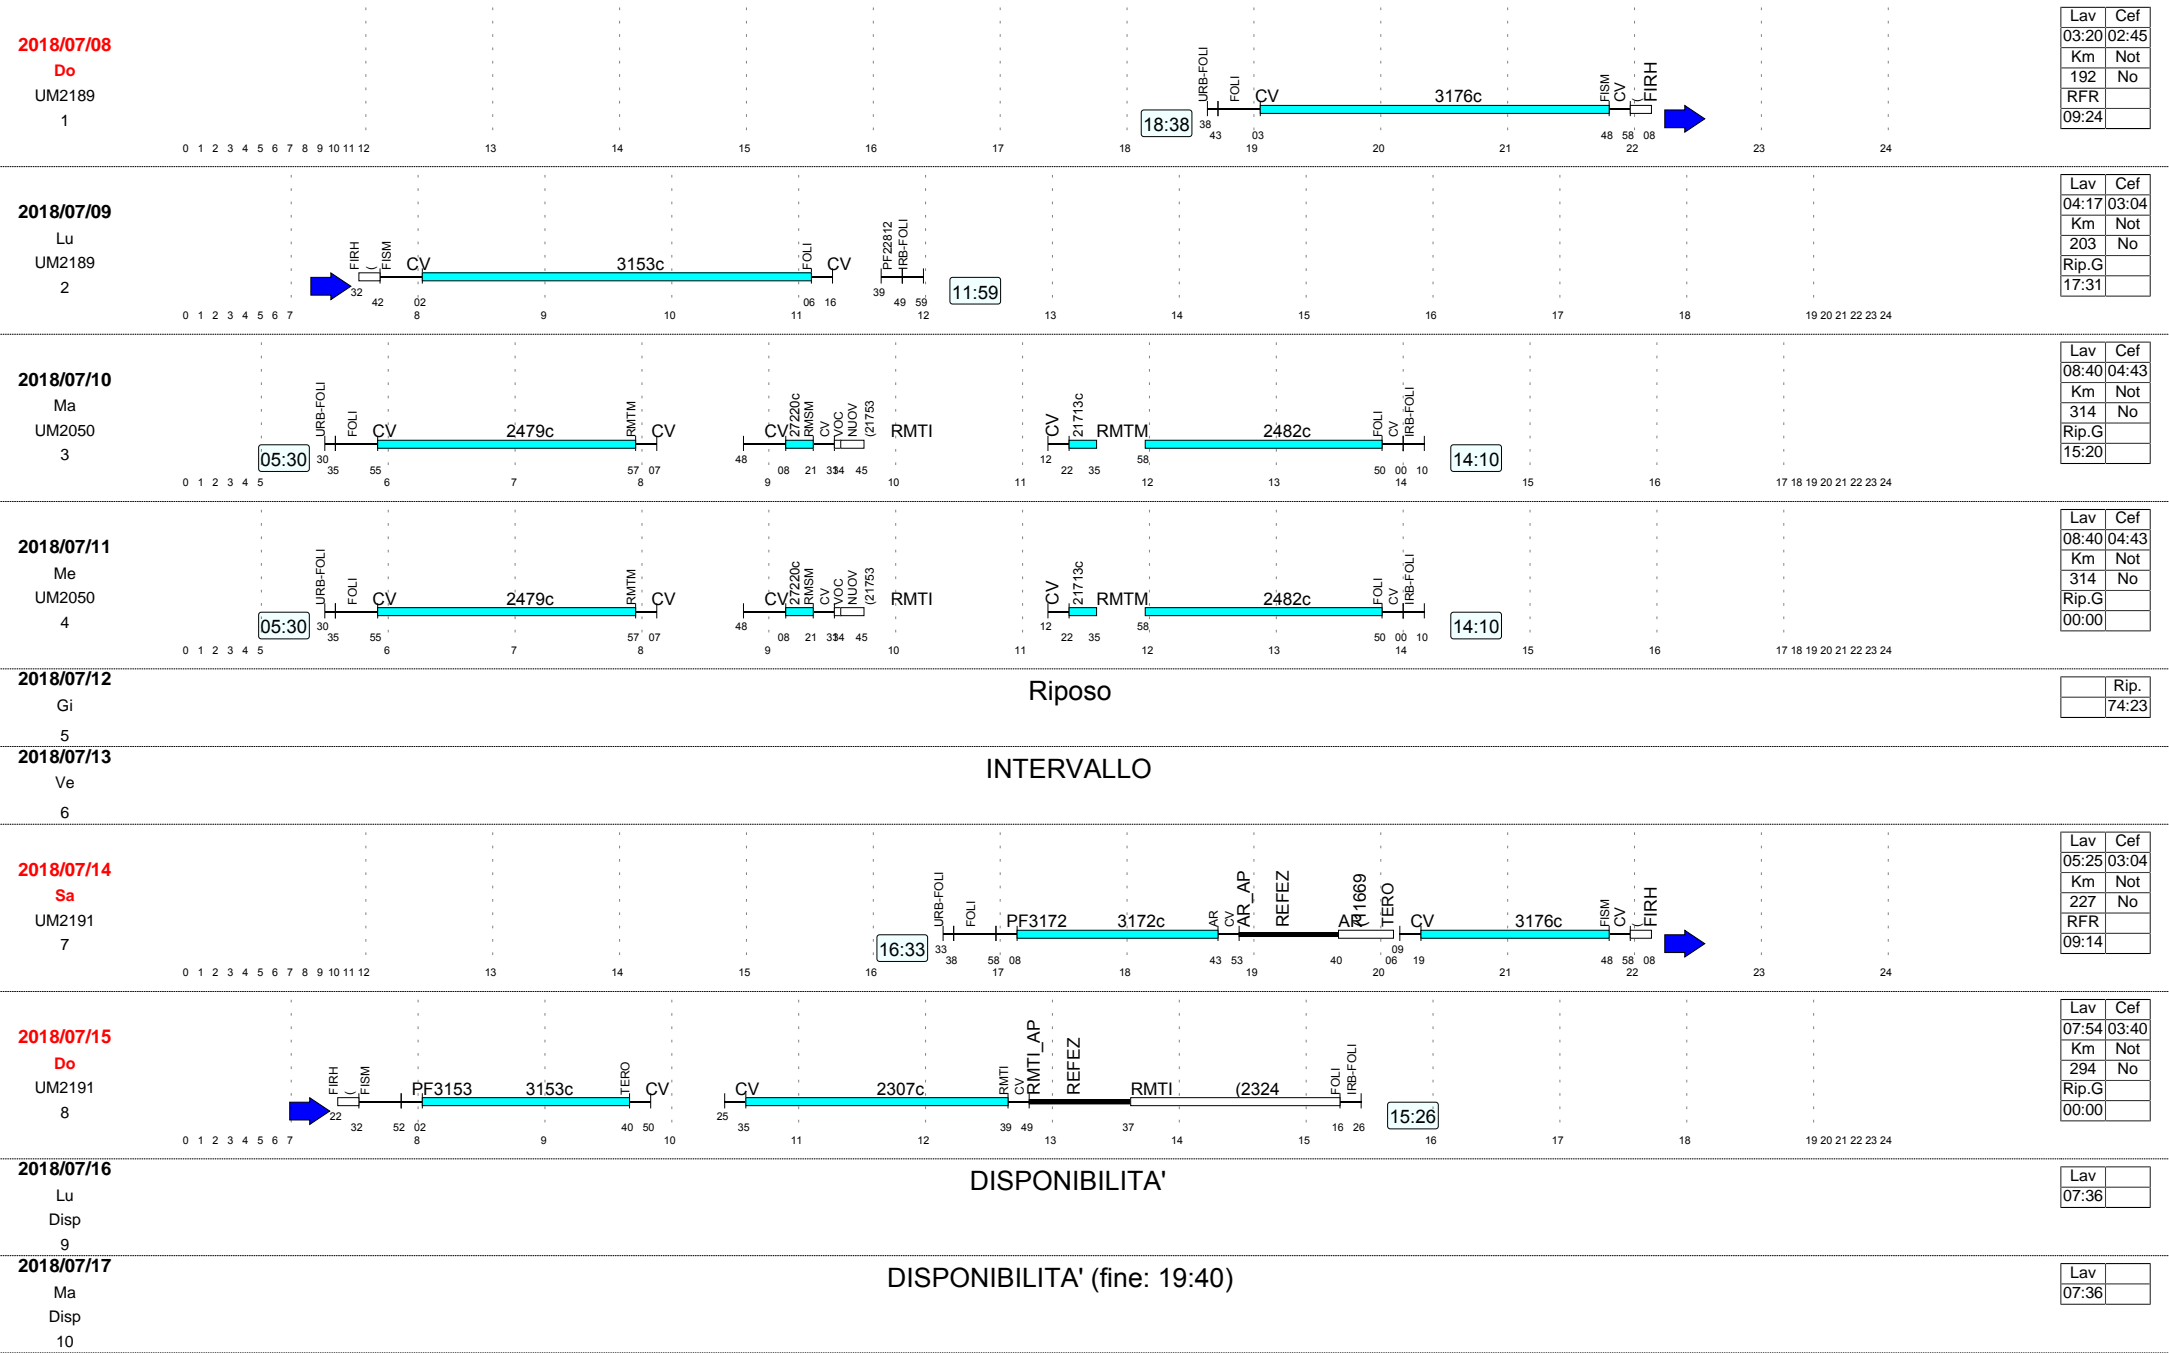 2018/07/08
Do
UM2189
1
18:38
URB-FOLI FOLI CV 3176c FISM CV ( FIRH
38 43 03 48 58 08
0 1 2 3 4 5 6 7 8 9 10 11 12 13 14 15 16 17 18 19 20 21 22 23 24
Lav Cef
03:20 02:45
Km Not
192 No
RFR
09:24
2018/07/09
Lu
UM2189
2
FIRH ( FISM CV 3153c FOLI CV PF22812 IRB-FOLI
32 42 02 06 16 39 49 59
11:59
0 1 2 3 4 5 6 7 8 9 10 11 12 13 14 15 16 17 18 19 20 21 22 23 24
Lav Cef
04:17 03:04
Km Not
203 No
Rip.G
17:31
2018/07/10
Ma
UM2050
3
05:30
URB-FOLI FOLI CV 2479c RMTM CV CV 27220c RMSM CV VOC NUOV (21753 RMTI CV 21713c RMTM 2482c FOLI CV IRB-FOLI
30 35 55 57 07 48 08 21 31 34 45 12 22 35 58 50 00 10
14:10
0 1 2 3 4 5 6 7 8 9 10 11 12 13 14 15 16 17 18 19 20 21 22 23 24
Lav Cef
08:40 04:43
Km Not
314 No
Rip.G
15:20
2018/07/11
Me
UM2050
4
05:30
URB-FOLI FOLI CV 2479c RMTM CV CV 27220c RMSM CV VOC NUOV (21753 RMTI CV 21713c RMTM 2482c FOLI CV IRB-FOLI
30 35 55 57 07 48 08 21 31 34 45 12 22 35 58 50 00 10
14:10
0 1 2 3 4 5 6 7 8 9 10 11 12 13 14 15 16 17 18 19 20 21 22 23 24
Lav Cef
08:40 04:43
Km Not
314 No
Rip.G
00:00
2018/07/12
Gi
5
Riposo
Rip.
74:23
2018/07/13
Ve
6
INTERVALLO
2018/07/14
Sa
UM2191
7
16:33
URB-FOLI FOLI PF3172 3172c AR CV AR_AP REFEZ AR (11669 TERO CV 3176c FISM CV ( FIRH
33 38 58 08 43 53 40 06 09 19 48 58 08
0 1 2 3 4 5 6 7 8 9 10 11 12 13 14 15 16 17 18 19 20 21 22 23 24
Lav Cef
05:25 03:04
Km Not
227 No
RFR
09:14
2018/07/15
Do
UM2191
8
FIRH ( FISM PF3153 3153c TERO CV CV 2307c RMTI CV RMTI_AP REFEZ RMTI (2324 FOLI IRB-FOLI
22 32 52 02 40 50 25 35 39 49 37 16 26
15:26
0 1 2 3 4 5 6 7 8 9 10 11 12 13 14 15 16 17 18 19 20 21 22 23 24
Lav Cef
07:54 03:40
Km Not
294 No
Rip.G
00:00
2018/07/16
Lu
Disp
9
DISPONIBILITA'
Lav
07:36
2018/07/17
Ma
Disp
10
DISPONIBILITA' (fine: 19:40)
Lav
07:36